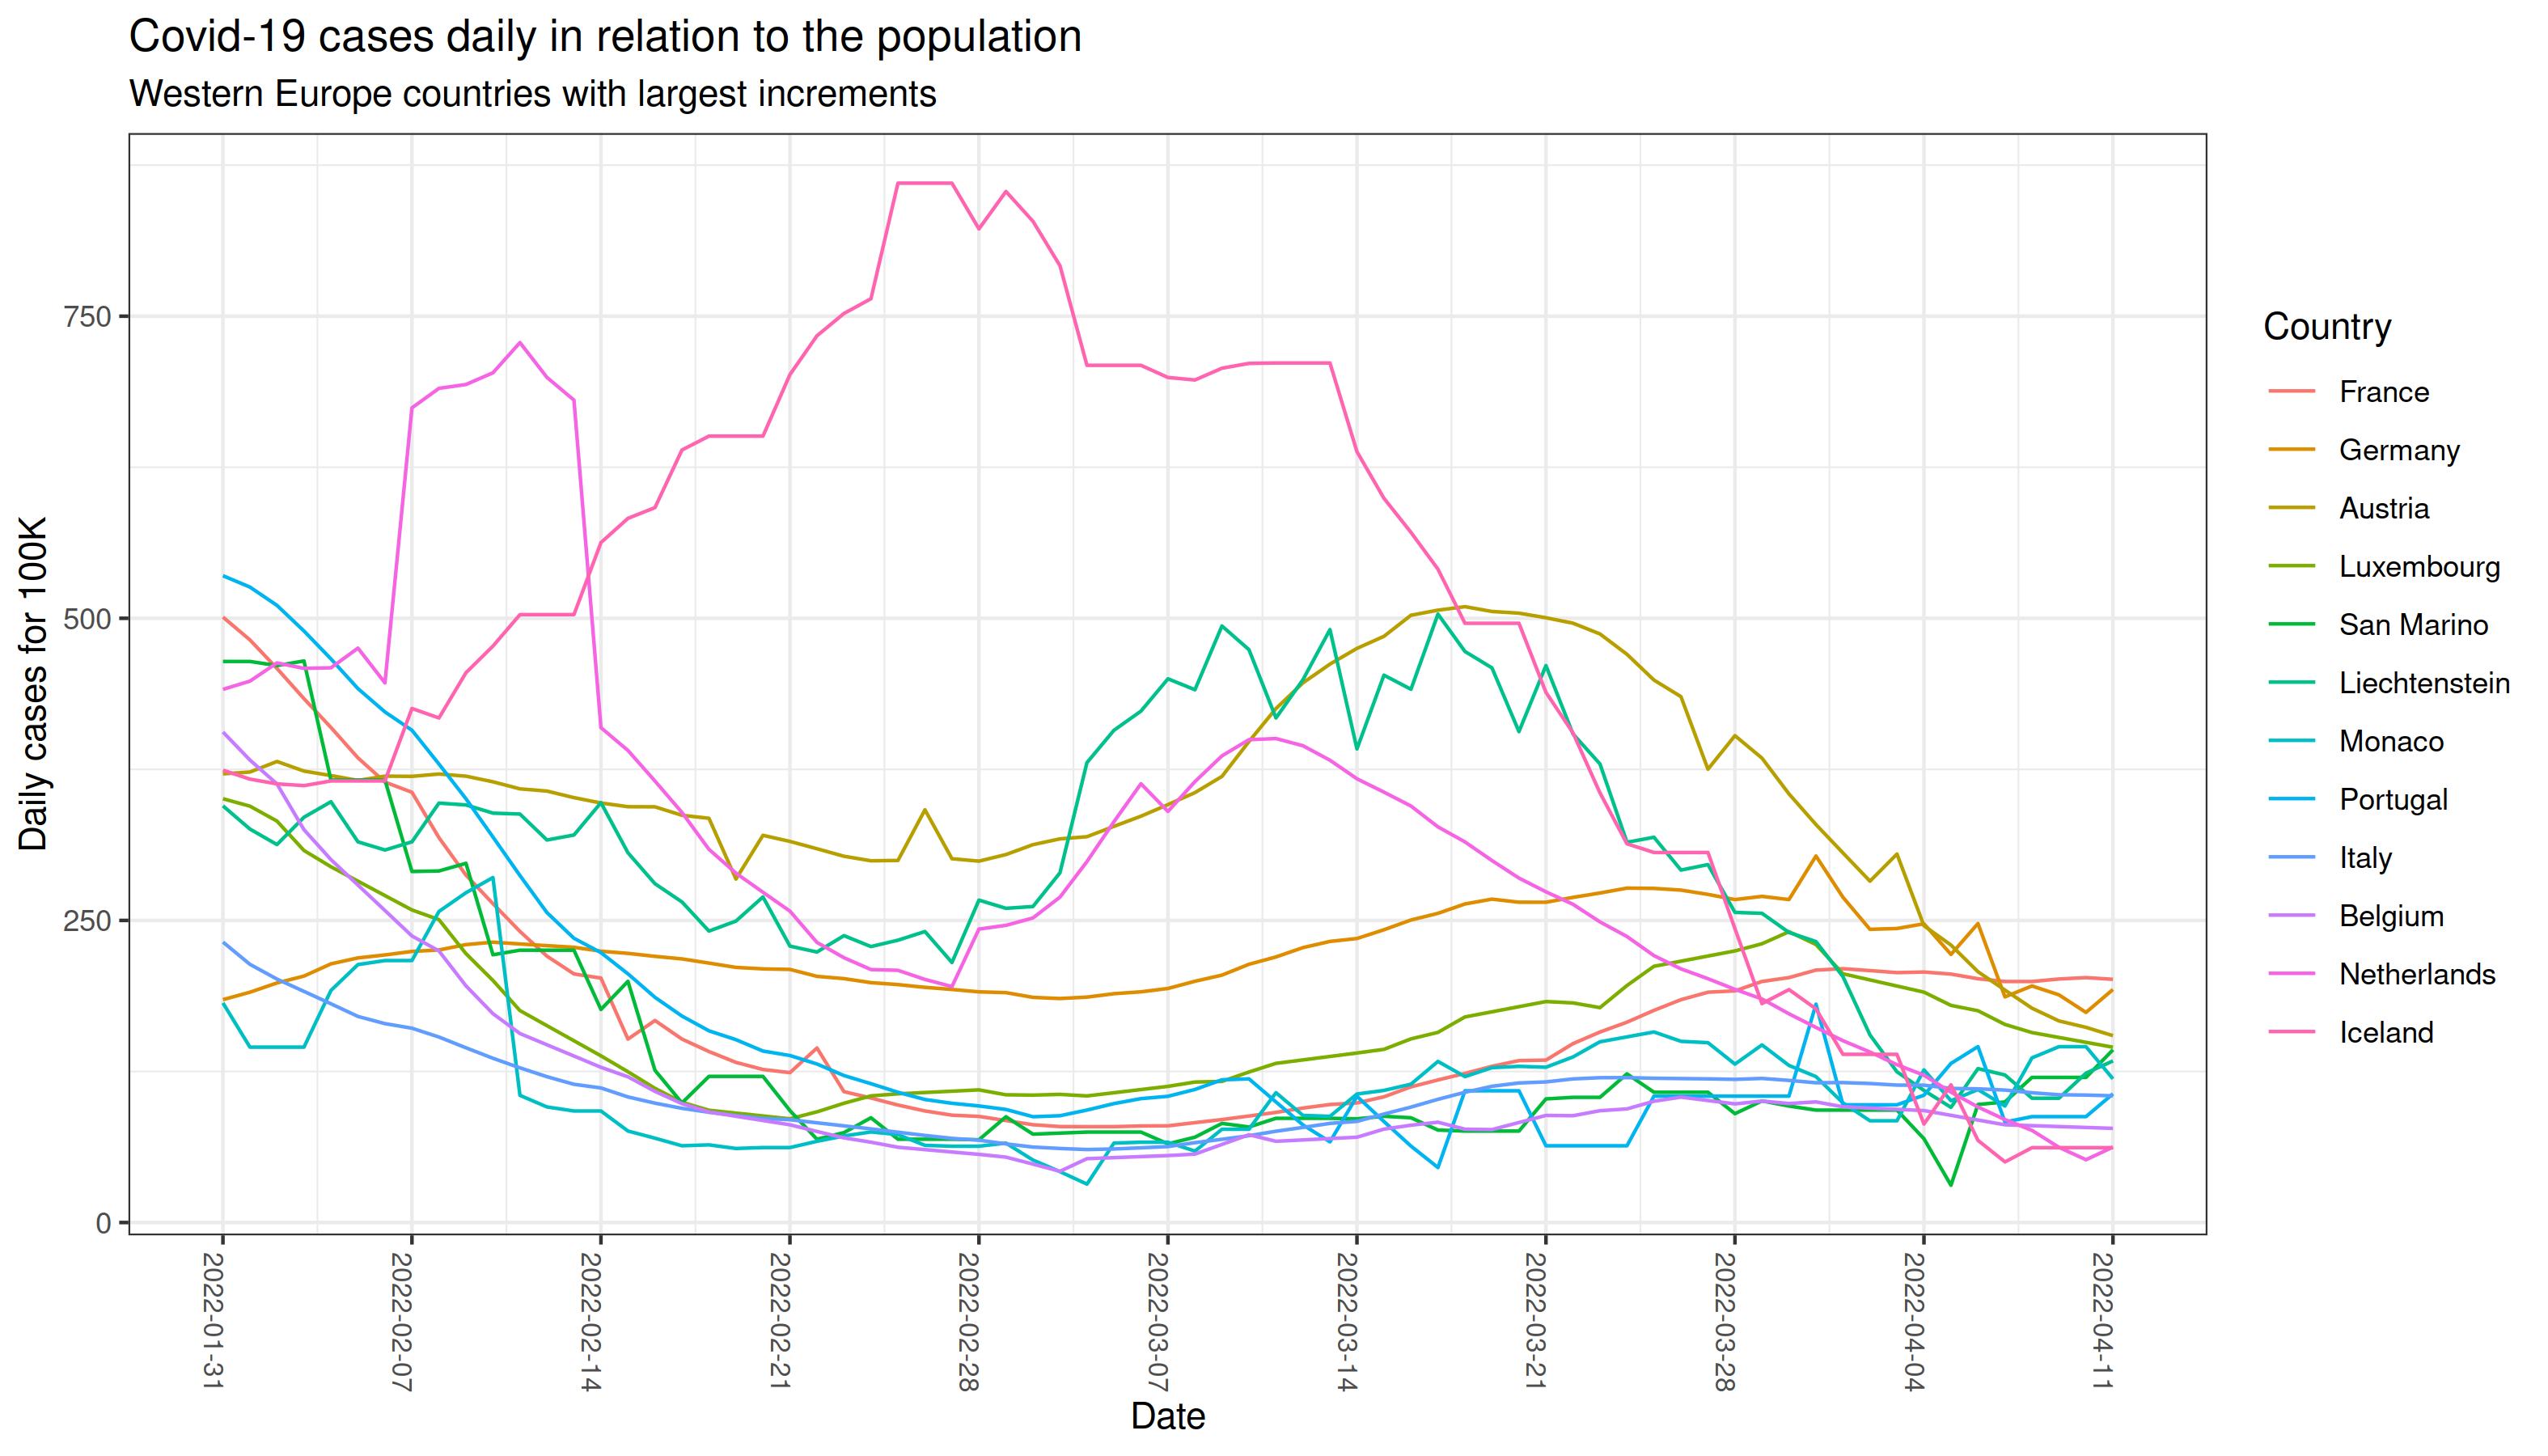 Covid-19 cases daily in relation to the population
Western Europe countries with largest increments
Daily cases for 100K
750
500
250
0
2022-01-31
2022-02-07
2022-02-14
2022-02-21
2022-02-28
2022-03-07
2022-03-14
2022-03-21
2022-03-28
2022-04-04
2022-04-11
Date
Country
France
Germany
Austria
Luxembourg
San Marino
Liechtenstein
Monaco
Portugal
Italy
Belgium
Netherlands
Iceland